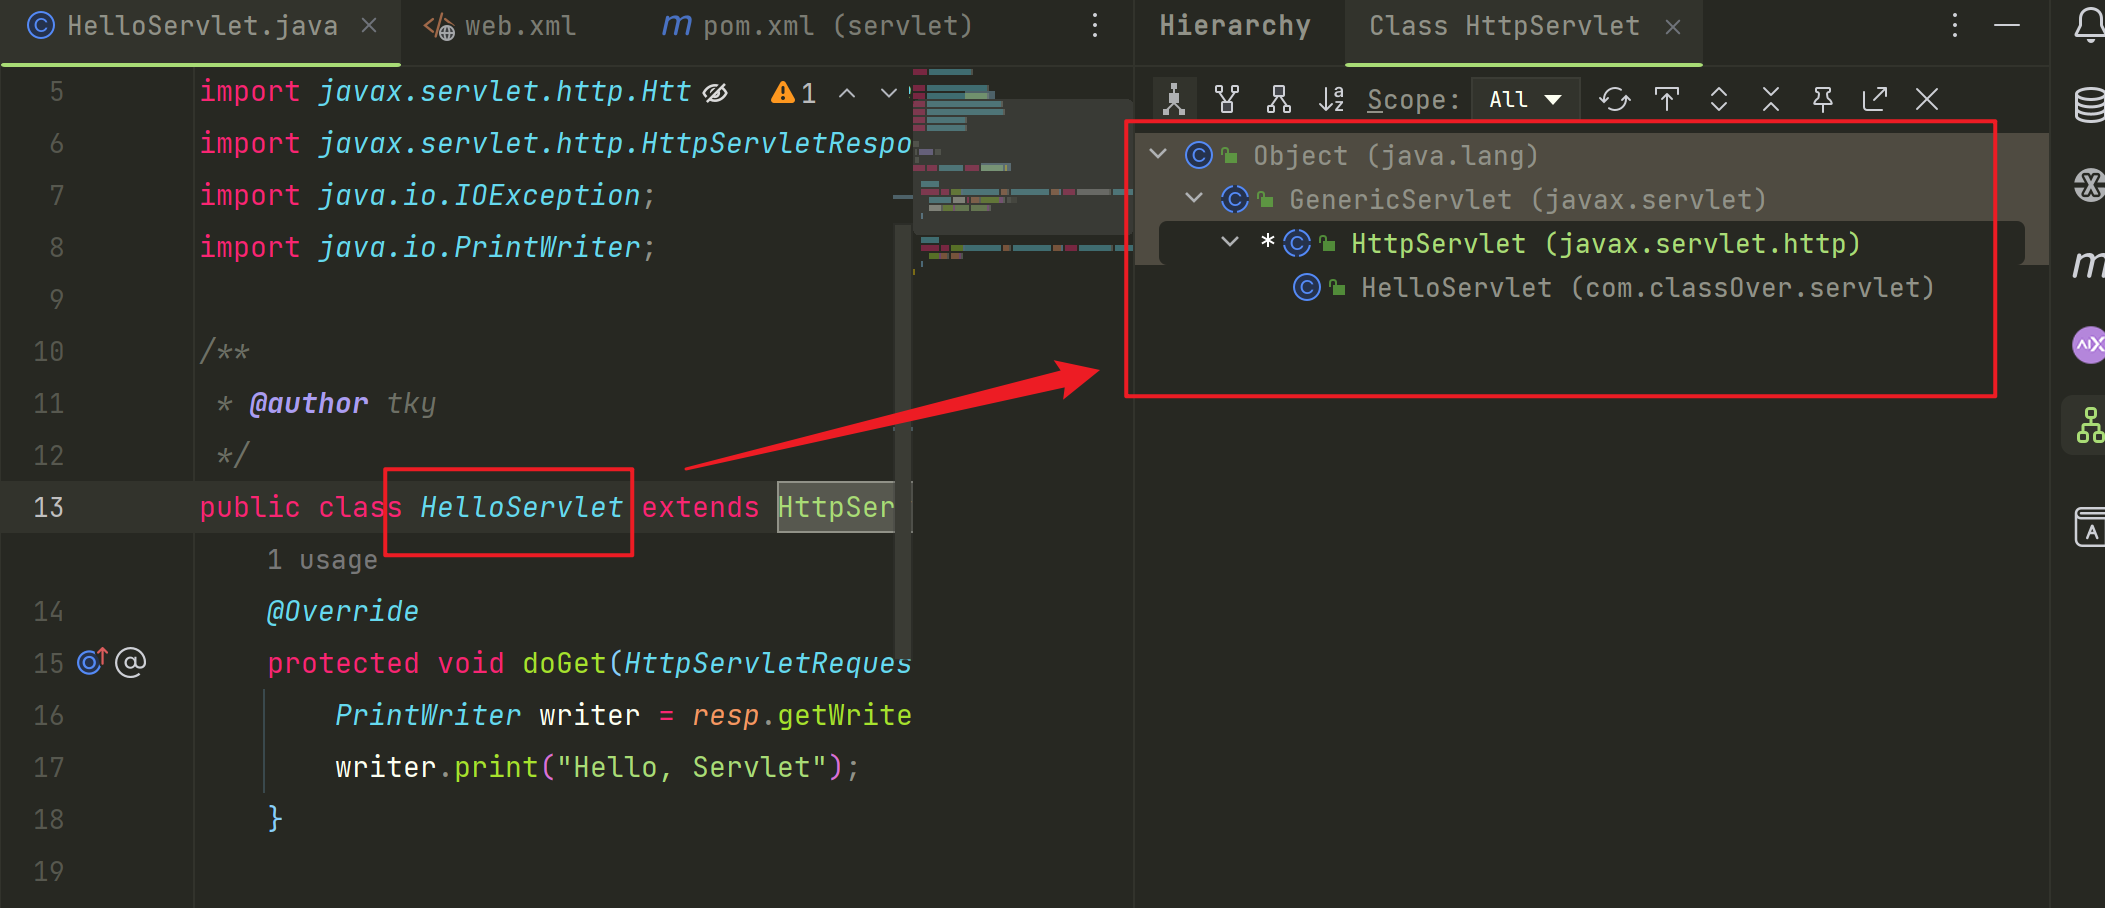 HelloServlet.java
web.xml
pom.xml (servlet)
5 import javax.servlet.http.Htt 1
6 import javax.servlet.http.HttpServletRespo
7 import java.io.IOException;
8 import java.io.PrintWriter;
9
10 /**
11 * @author tky
12 */
13 public class HelloServlet extends HttpSer
1 usage
14 @Override
15 protected void doGet(HttpServletReques
16 PrintWriter writer = resp.getWrite
17 writer.print("Hello, Servlet");
18 }
19
Hierarchy
Class HttpServlet
Scope: All
Object (java.lang)
GenericServlet (javax.servlet)
* HttpServlet (javax.servlet.http)
HelloServlet (com.classOver.servlet)